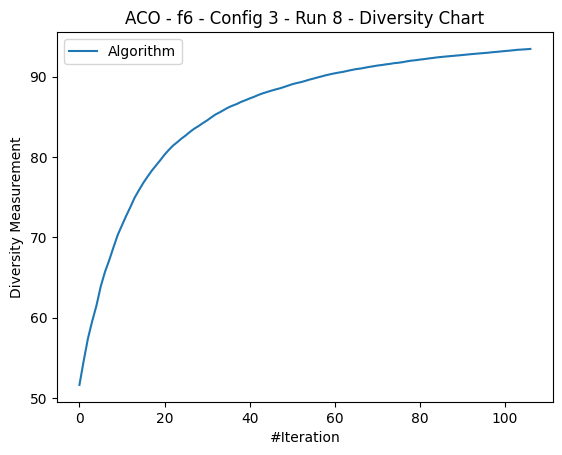 ACO - f6 - Config 3 - Run 8 - Diversity Chart
Algorithm
Diversity Measurement
90
80
70
60
50
0 20 40 60 80 100
#Iteration